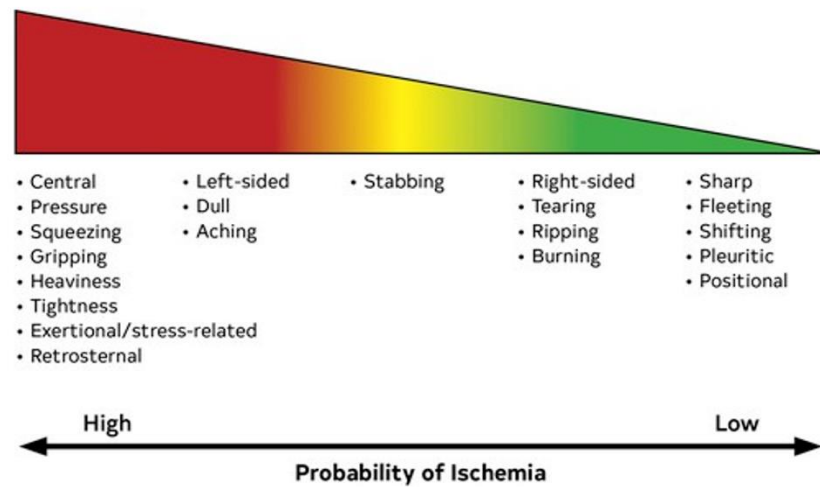 • Central
• Pressure
• Squeezing
• Gripping
• Heaviness
• Tightness
• Exertional/stress-related
• Retrosternal
• Left-sided
• Dull
• Aching
• Stabbing
• Right-sided
• Tearing
• Ripping
• Burning
• Sharp
• Fleeting
• Shifting
• Pleuritic
• Positional
High
Low
Probability of Ischemia